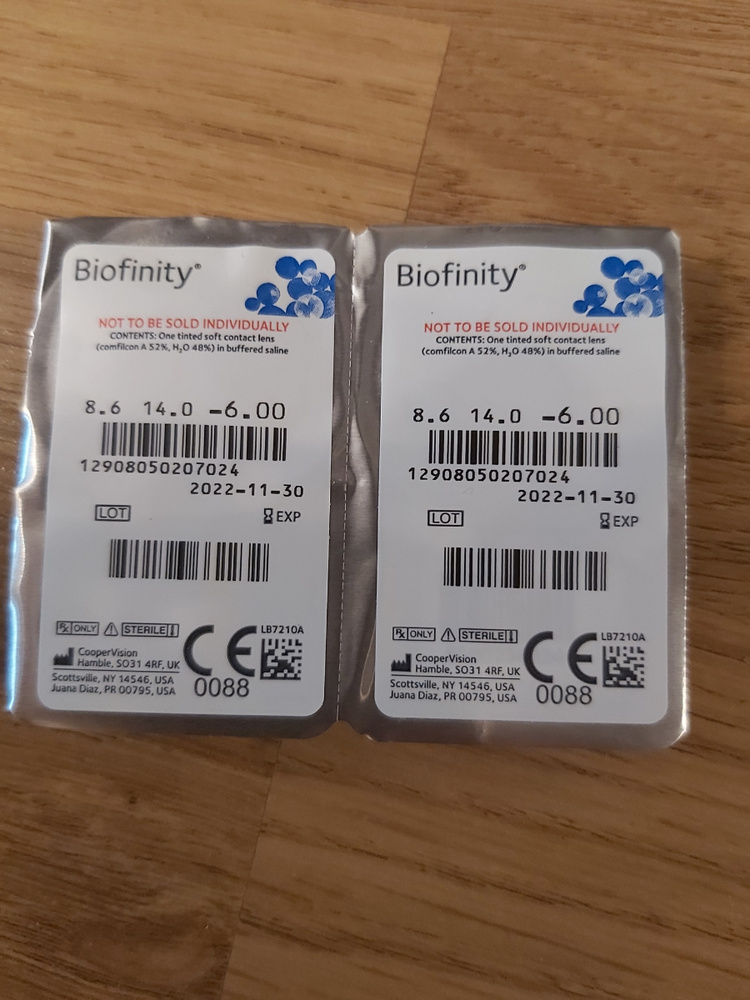 Biofinity®
NOT TO BE SOLD INDIVIDUALLY
CONTENTS: One tinted soft contact lens
(comfilcon A 52%, H₂O 48%) in buffered saline
8.6 14.0 -6.00
12908050207024
2022-11-30
LOT
EXP
Rx ONLY STERILE
LB7210A
CooperVision
Hamble, SO31 4RF, UK
Scottsville, NY 14546, USA
Juana Diaz, PR 00795, USA
CE
0088
Biofinity®
NOT TO BE SOLD INDIVIDUALLY
CONTENTS: One tinted soft contact lens
(comfilcon A 52%, H₂O 48%) in buffered saline
8.6 14.0 -6.00
12908050207024
2022-11-30
LOT
EXP
Rx ONLY STERILE
LB7210A
CooperVision
Hamble, SO31 4RF, UK
Scottsville, NY 14546, USA
Juana Diaz, PR 00795, USA
CE
0088